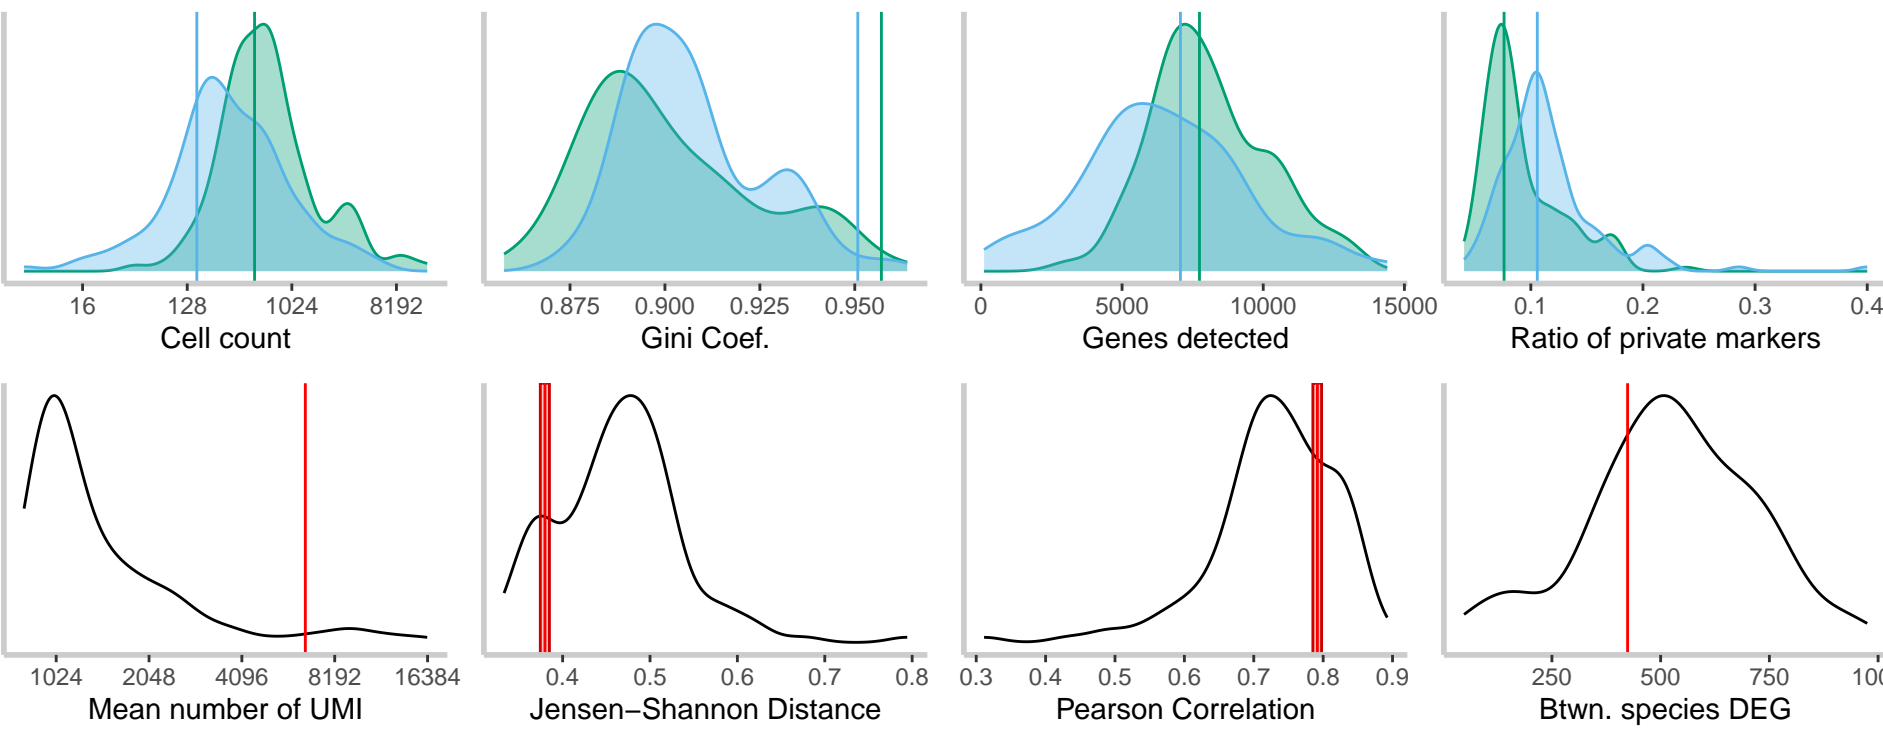 16 128 1024 8192
Cell count
0.875 0.900 0.925 0.950
Gini Coef.
0 5000 10000 15000
Genes detected
0.1 0.2 0.3 0.4
Ratio of private markers
1024 2048 4096 8192 16384
Mean number of UMI
0.4 0.5 0.6 0.7 0.8
Jensen−Shannon Distance
0.3 0.4 0.5 0.6 0.7 0.8 0.9
Pearson Correlation
250 500 750
Btwn. species DEG